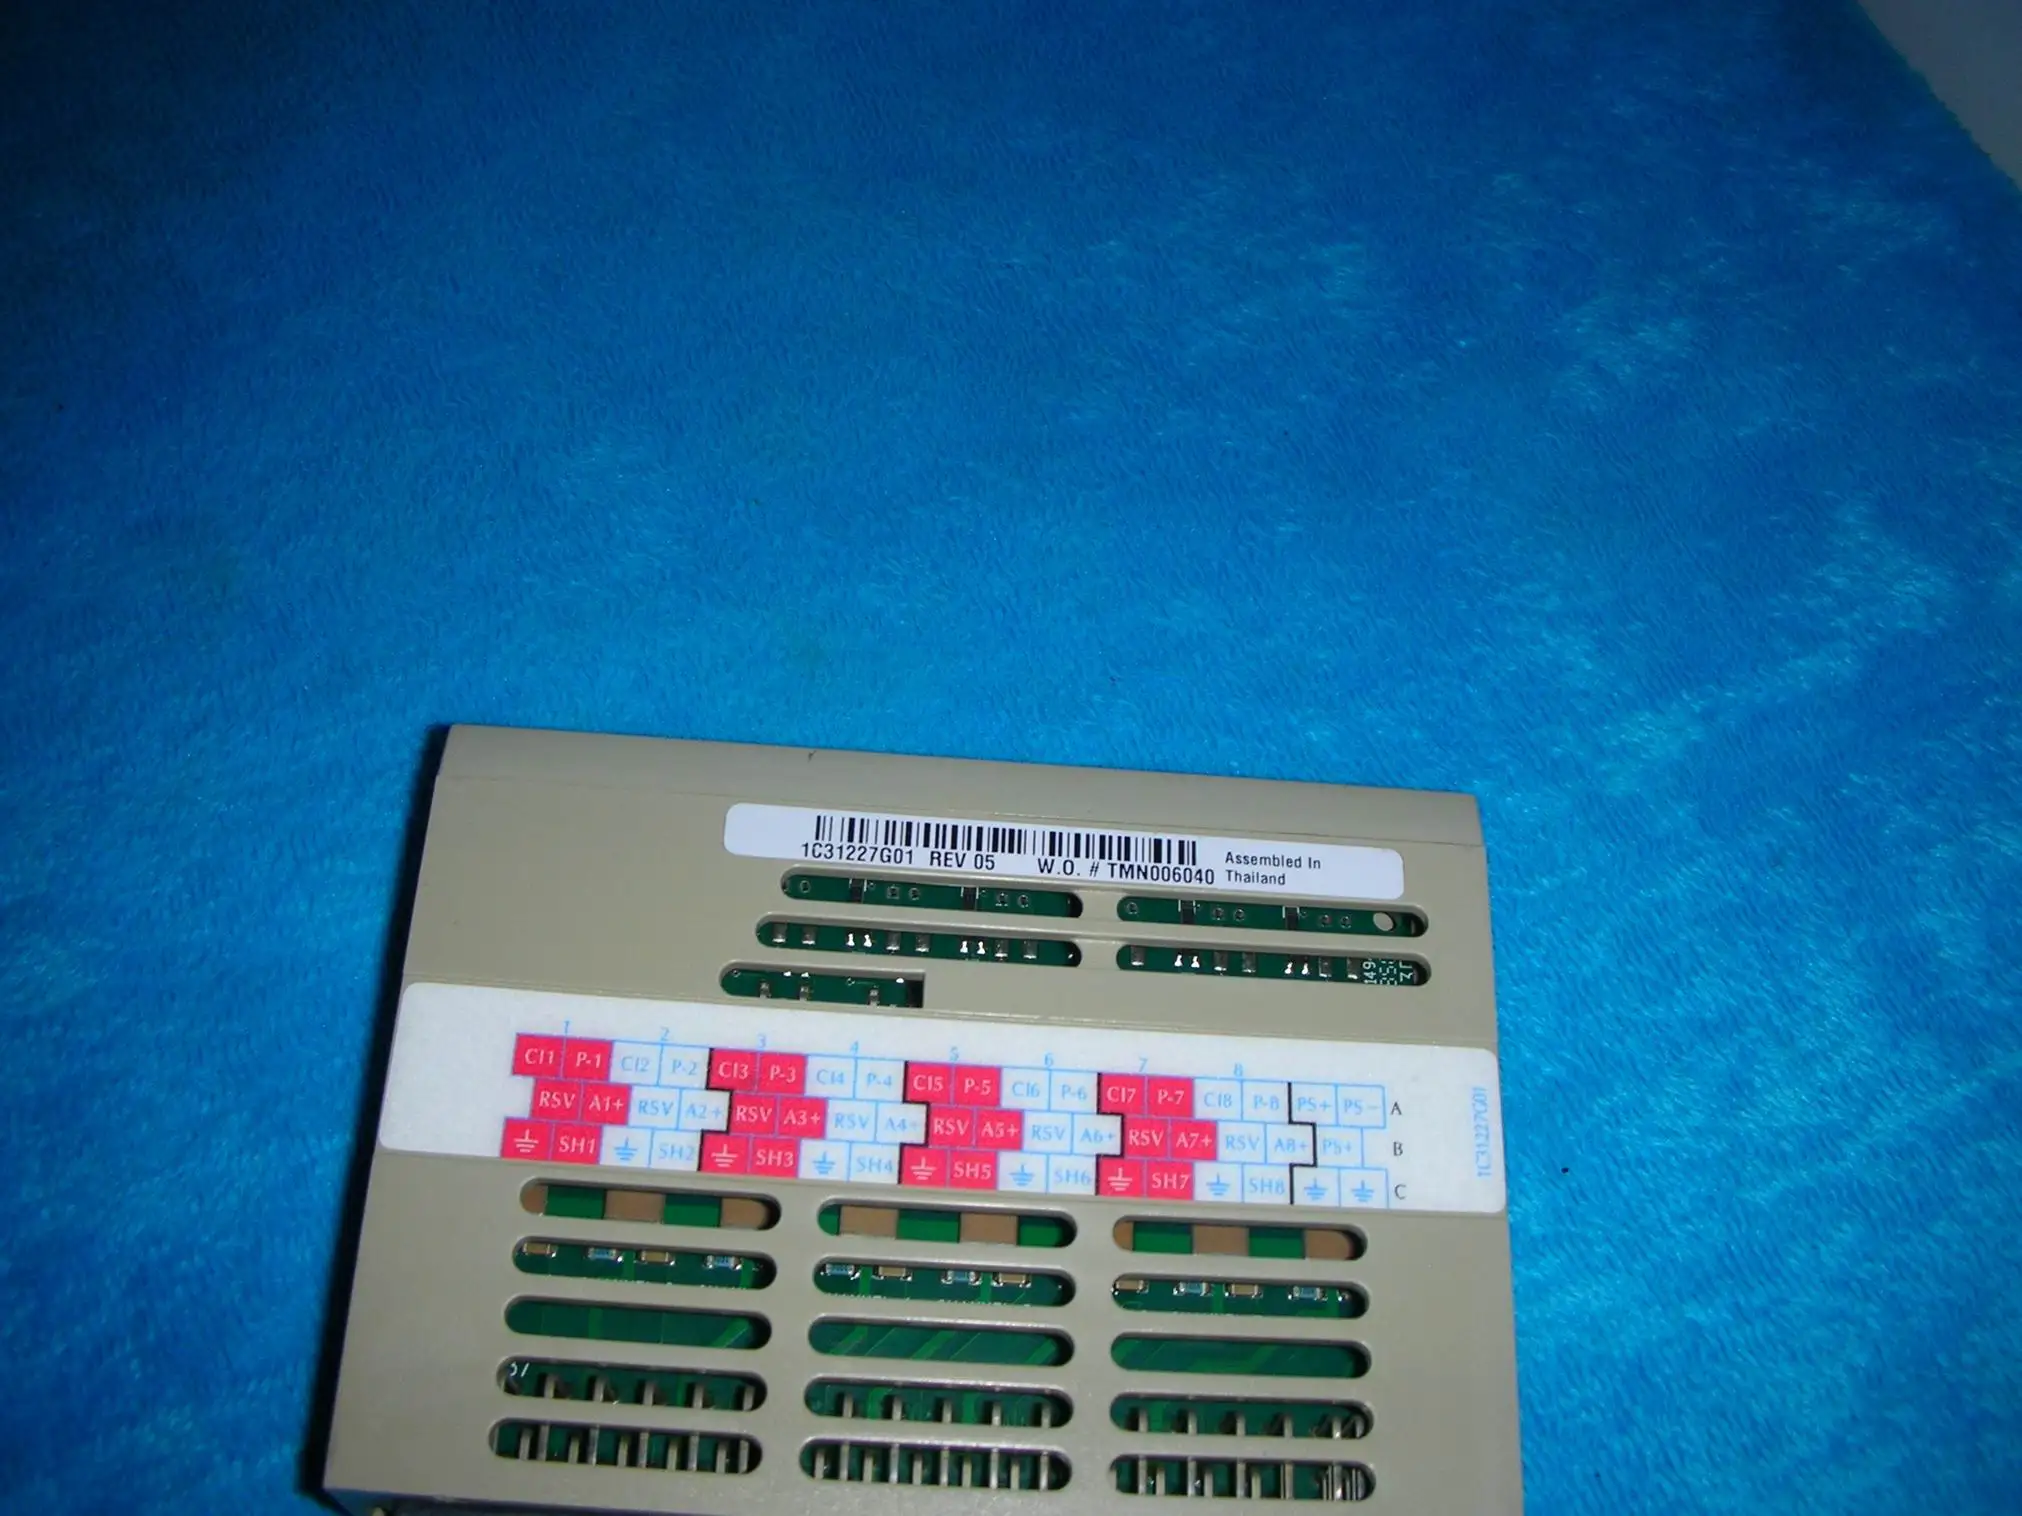 1C31227G01 REV 05 W.O. # TMN006040
Assembled In
Thailand
1 2 3 4 5 6 7 8
CI1 P-1 CI2 P-2 CI3 P-3 CI4 P-4 CI5 P-5 CI6 P-6 CI7 P-7 CI8 P-8 PS+ PS- A
RSV A1+ RSV A2+ RSV A3+ RSV A4+ RSV A5+ RSV A6+ RSV A7+ RSV A8+ PS+ B
SH1 SH2 SH3 SH4 SH5 SH6 SH7 SH8 C
1C31227G01